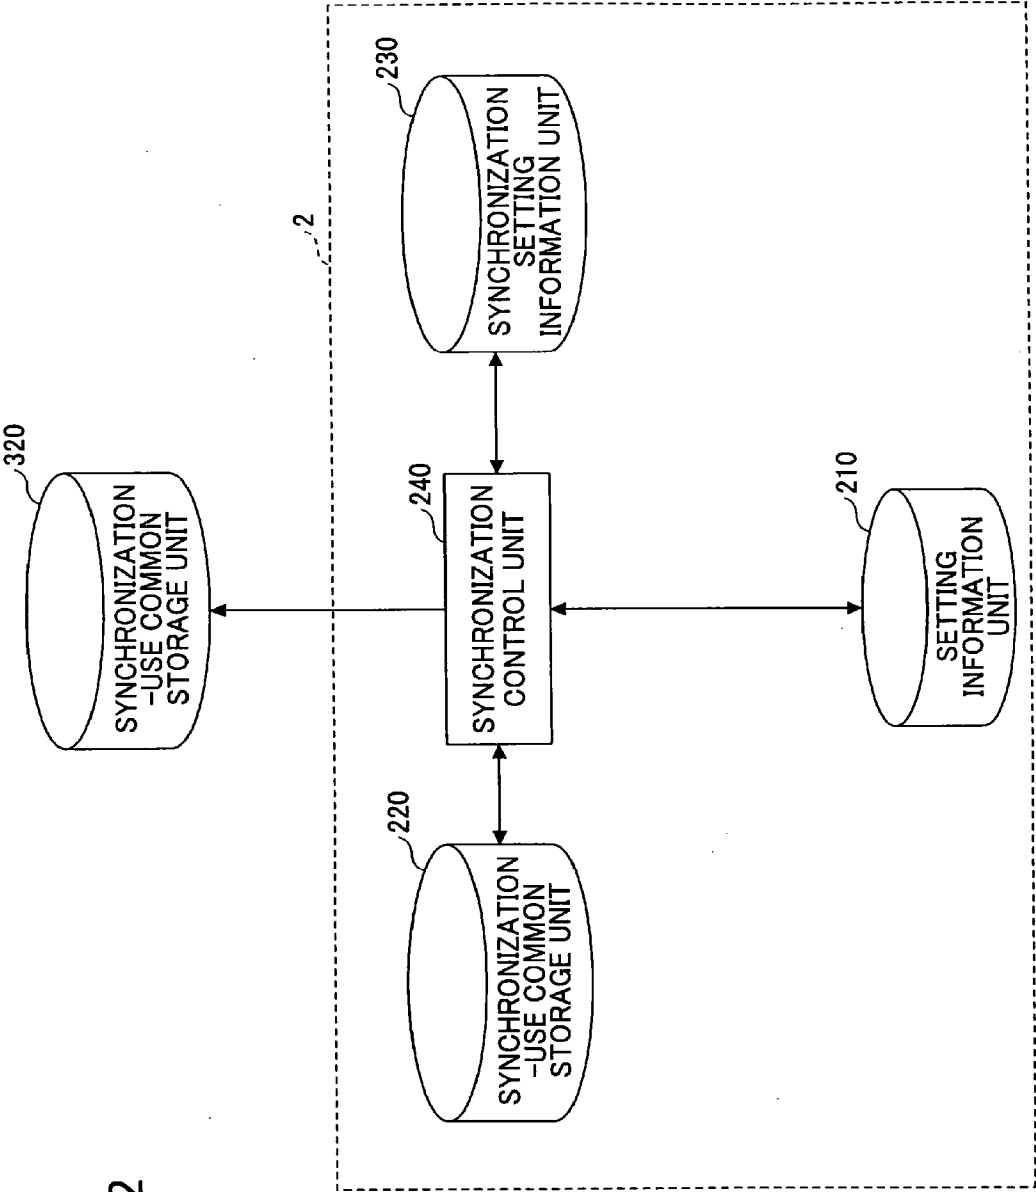 2
320
SYNCHRONIZATION
-USE COMMON
STORAGE UNIT
2
220
SYNCHRONIZATION
-USE COMMON
STORAGE UNIT
240
SYNCHRONIZATION
CONTROL UNIT
230
SYNCHRONIZATION
SETTING
INFORMATION UNIT
210
SETTING
INFORMATION
UNIT